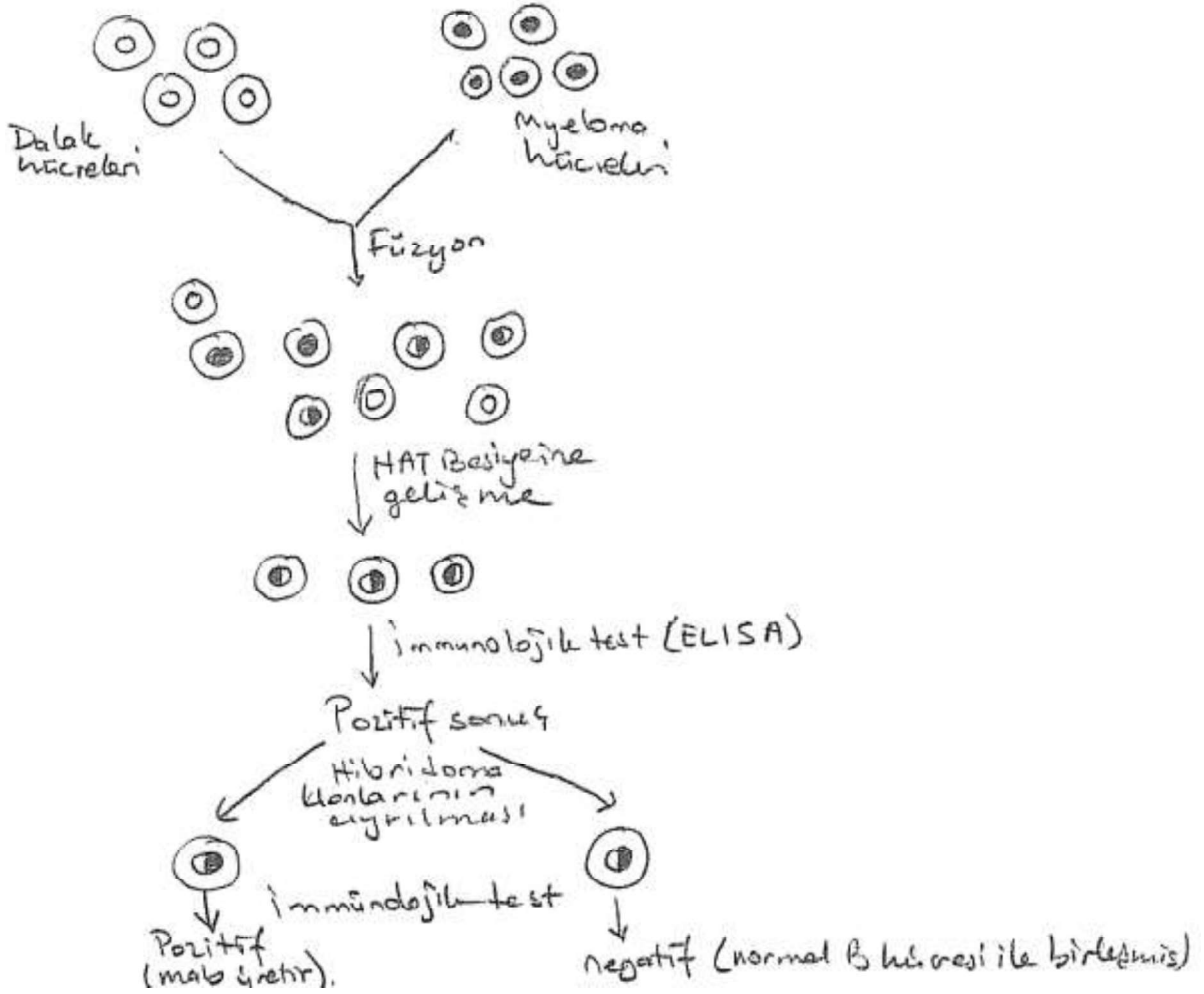 Dalak
hücreleri
Myeloma
hücreleri
Füzyon
HAT Besiyerine
gelişme
immunolojik test (ELISA)
Pozitif sonuç
Hibridoma
klonlarının
ayrılması
immünolojik test
Pozitif
(mab üretir).
negatif (normal B hücresi ile birleşmiş)